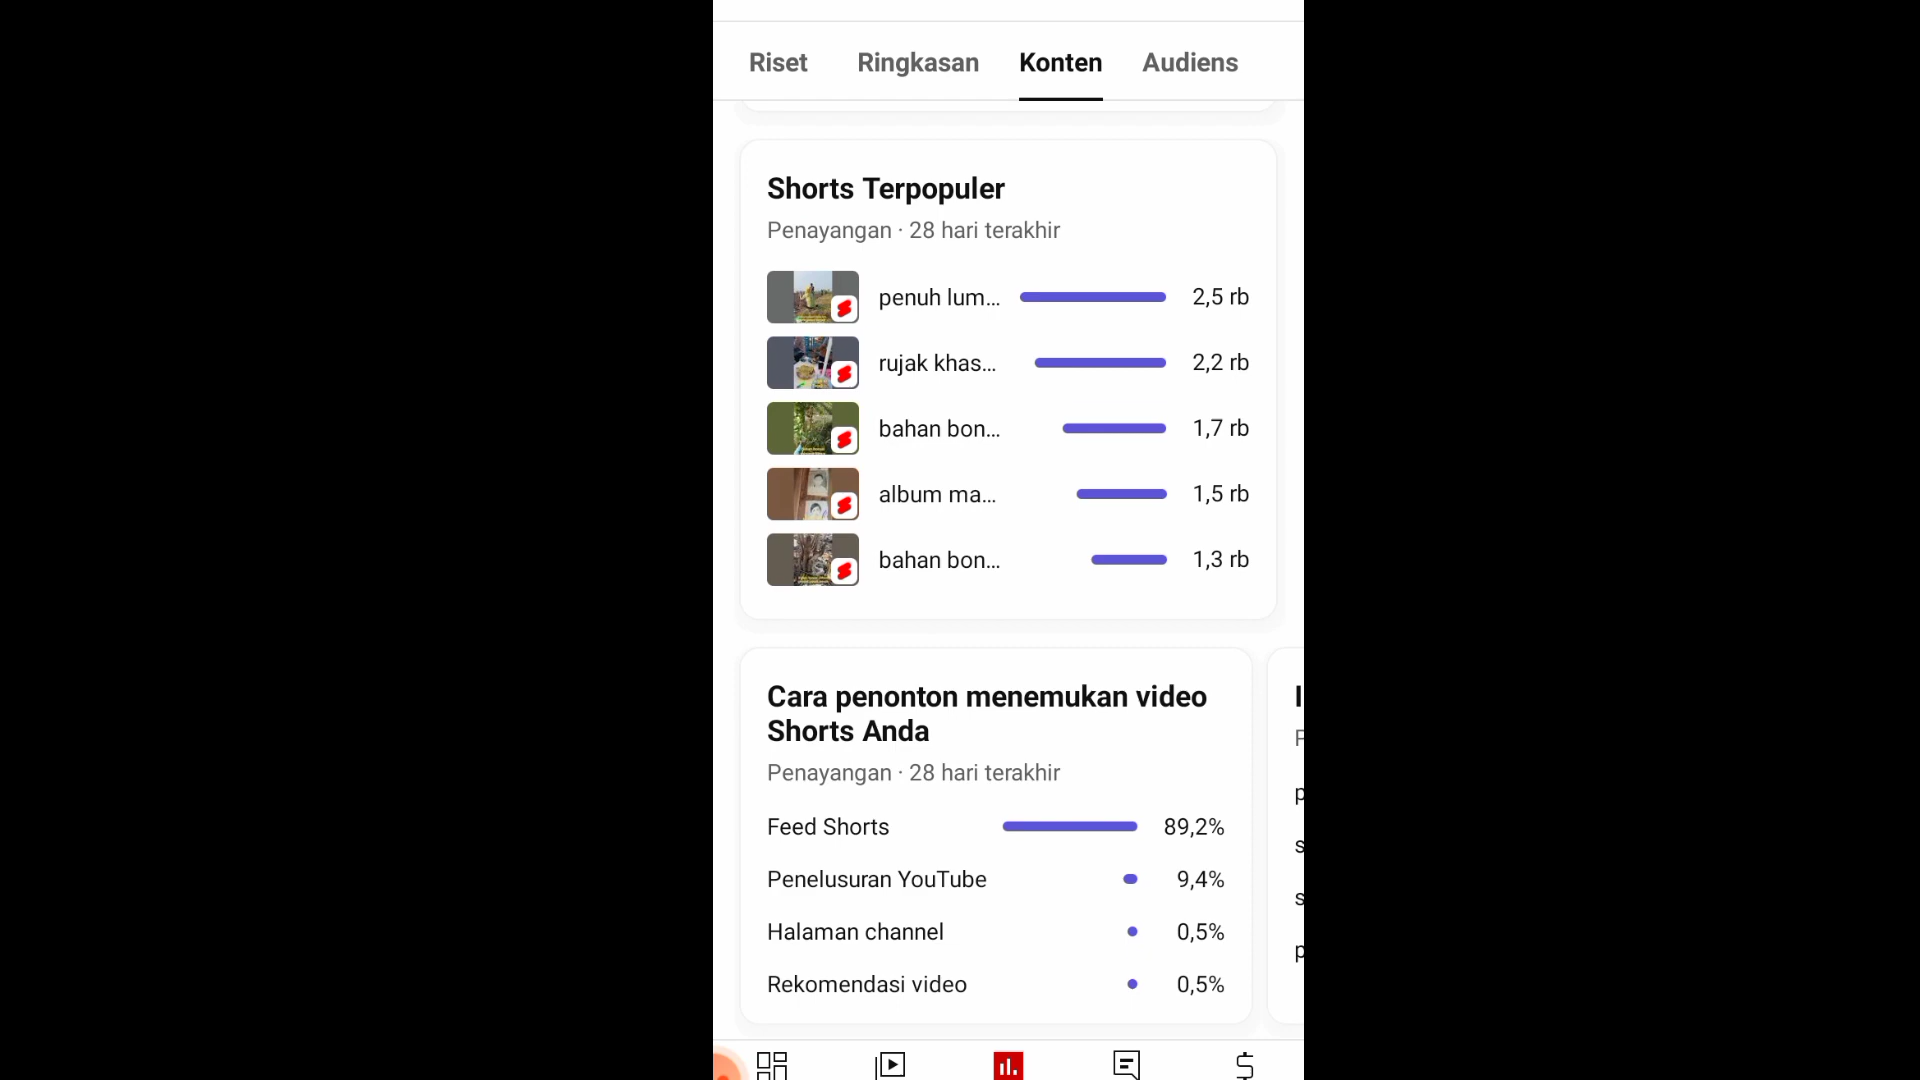 Riset Ringkasan Konten Audiens
Shorts Terpopuler
Penayangan · 28 hari terakhir
penuh lum... 2,5 rb
rujak khas... 2,2 rb
bahan bon... 1,7 rb
album ma... 1,5 rb
bahan bon... 1,3 rb
Cara penonton menemukan video
Shorts Anda
Penayangan · 28 hari terakhir
Feed Shorts 89,2%
Penelusuran YouTube 9,4%
Halaman channel 0,5%
Rekomendasi video 0,5%